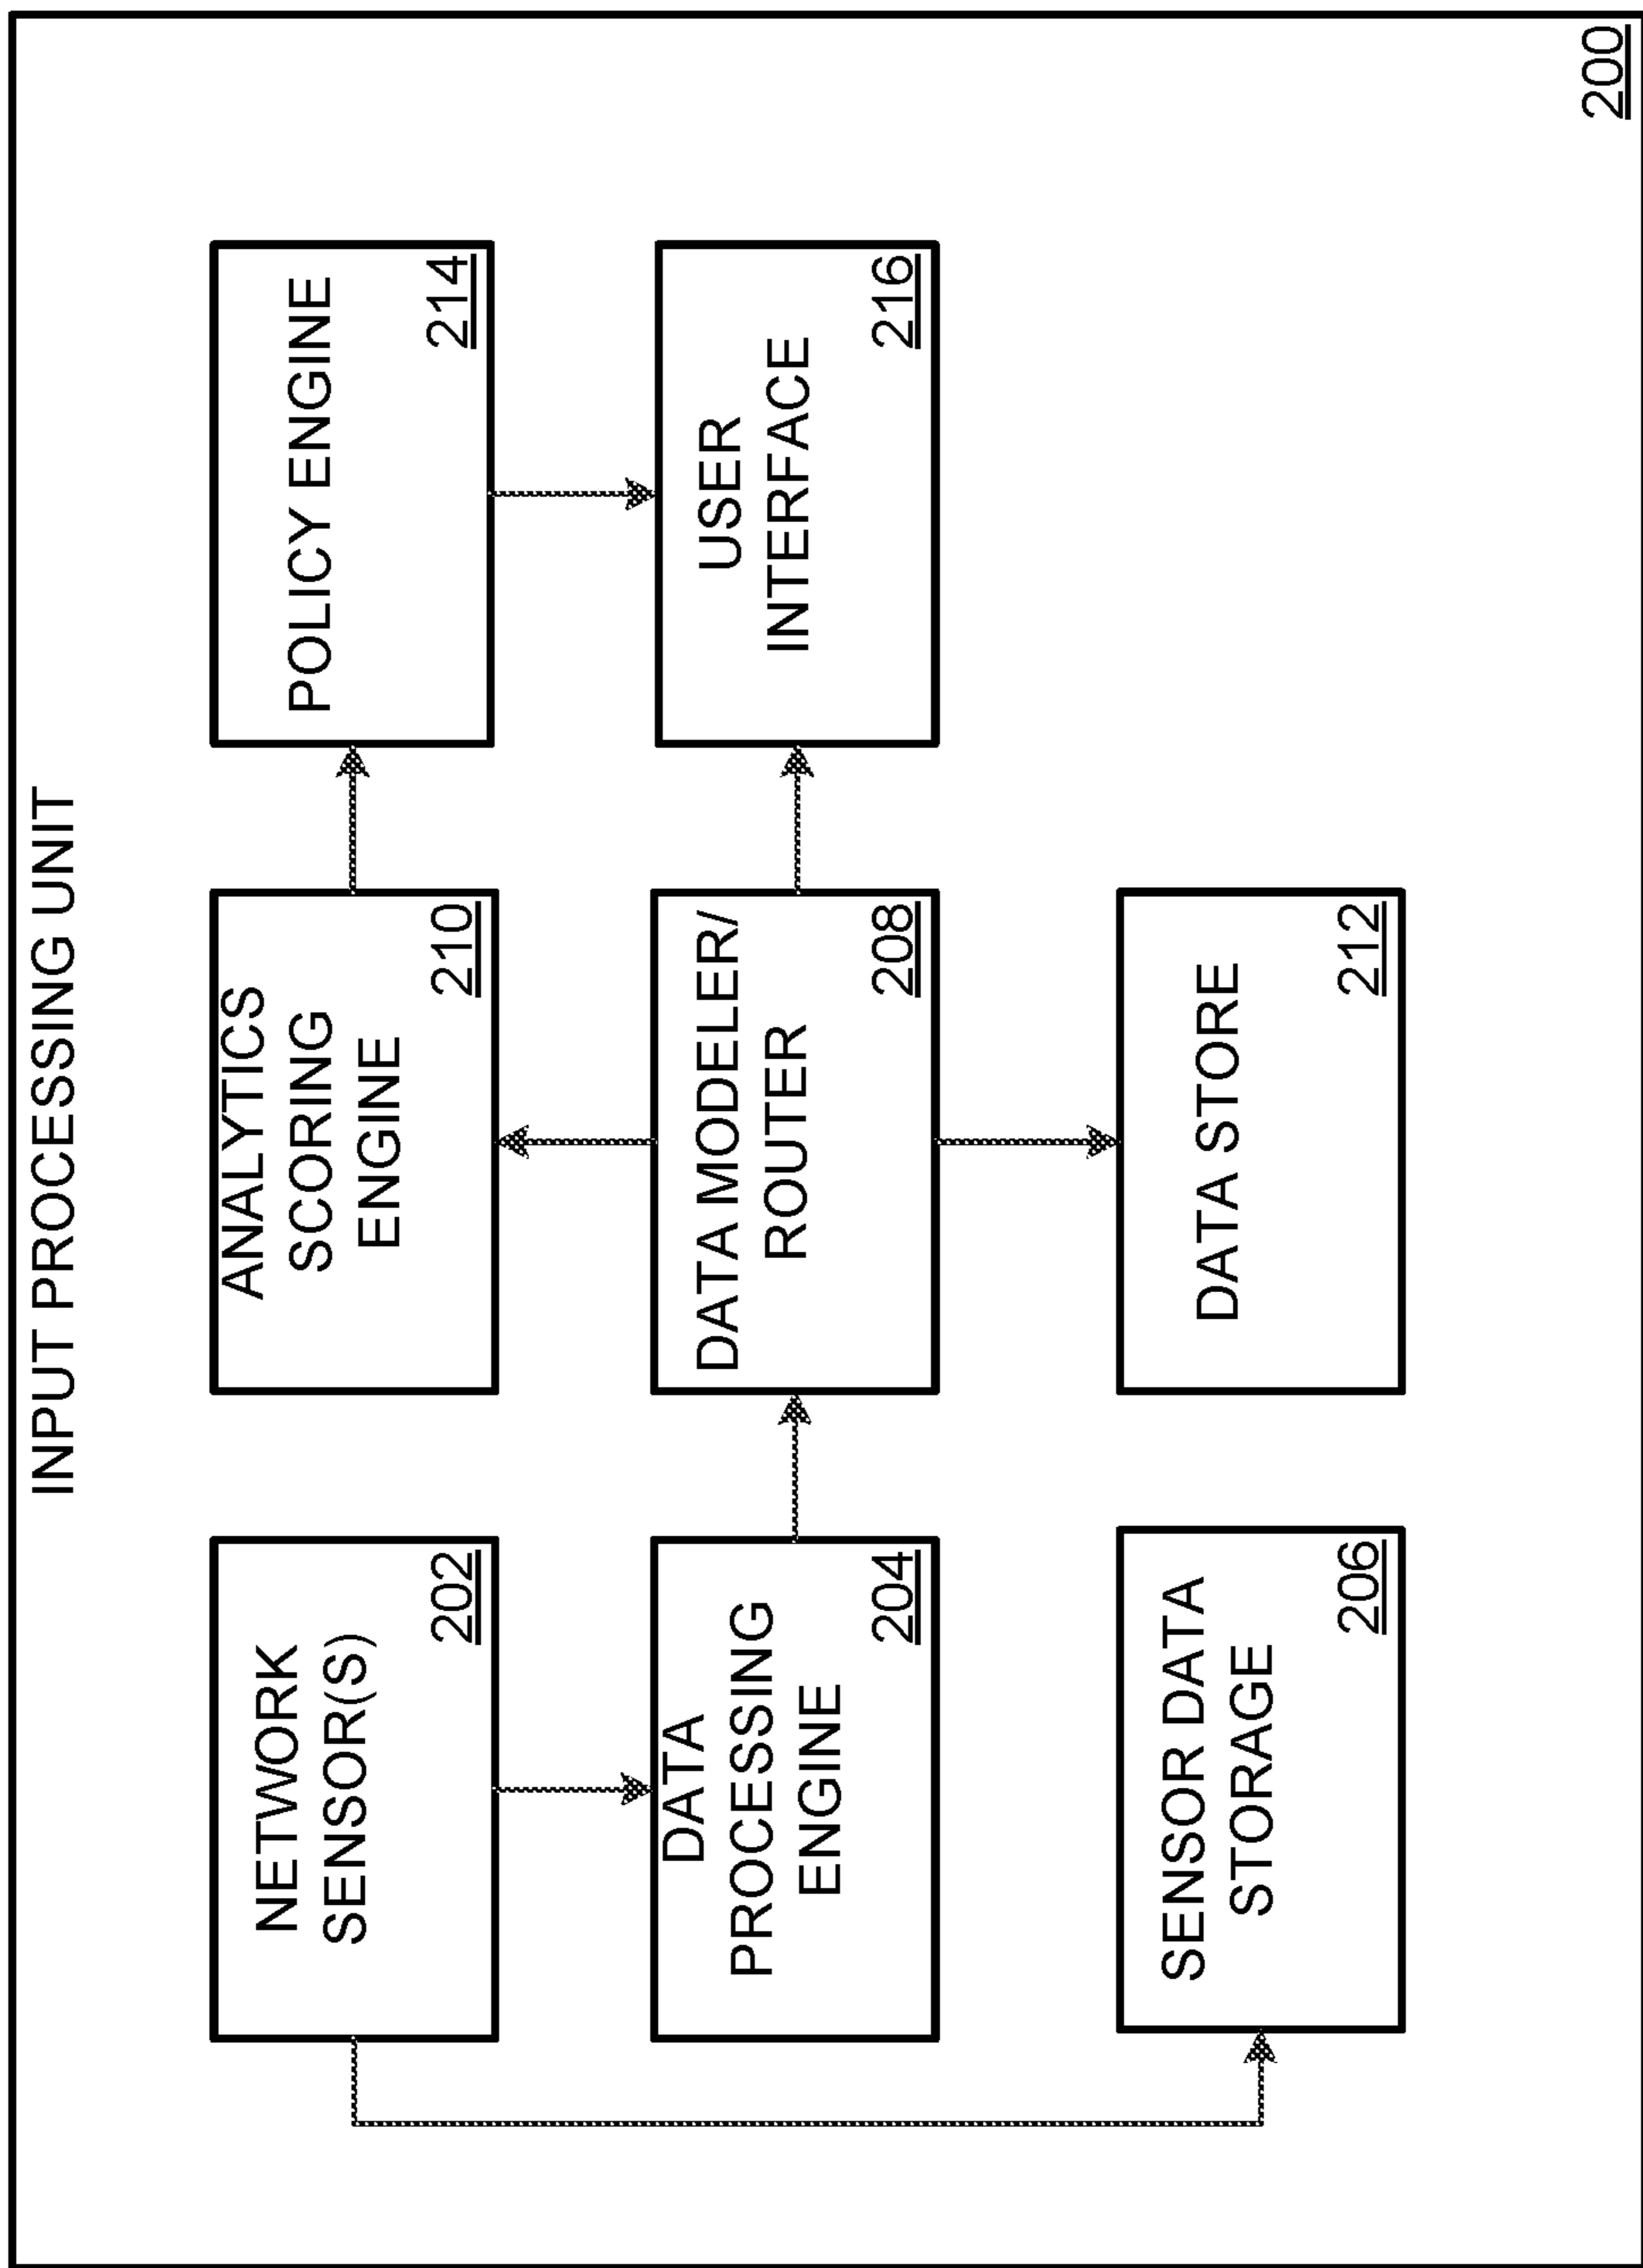 INPUT PROCESSING UNIT
NETWORK
SENSOR(S)
202
ANALYTICS
SCORING
ENGINE
210
POLICY ENGINE
214
DATA
PROCESSING
ENGINE
204
DATA MODELER/
ROUTER
208
USER
INTERFACE
216
SENSOR DATA
STORAGE
206
DATA STORE
212
200